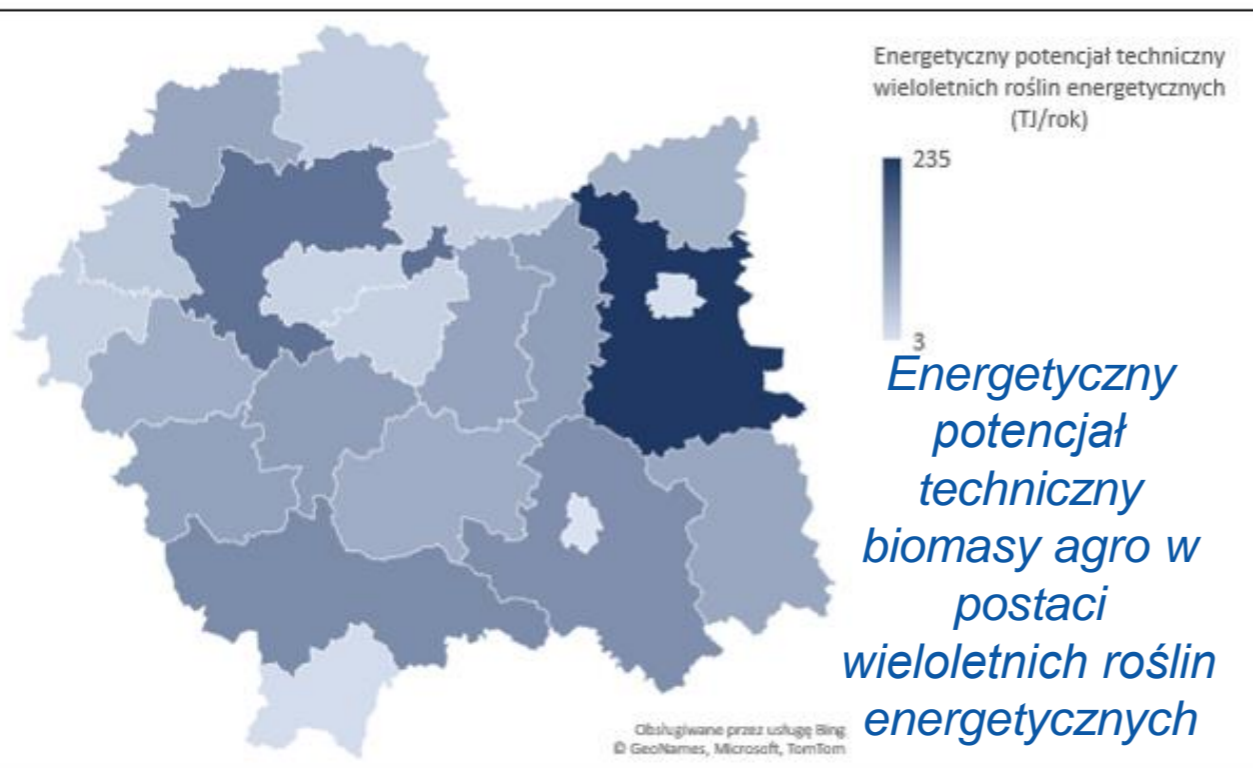 Energetyczny potencjał techniczny
wieloletnich roślin energetycznych
(TJ/rok)
235
3
Energetyczny
potencjał
techniczny
biomasy agro w
postaci
wieloletnich roślin
energetycznych
Obsługiwane przez usługę Bing
© GeoNames, Microsoft, TomTom